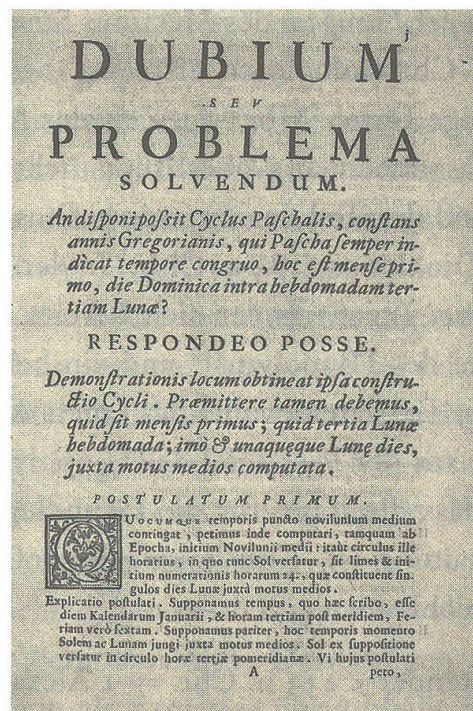 DUBIUM
SEV
PROBLEMA
SOLVENDUM.
An disponi possit Cyclus Paschalis, constans
annis Gregorianis, qui Pascha semper in-
dicat tempore congruo, hoc est mense pri-
mo, die Dominica intra hebdomadam ter-
tiam Lunæ?
RESPONDEO POSSE.
Demonstrationis locum obtineat ipsa constru-
ctio Cycli. Præmittere tamen debemus,
quid sit mensis primus; quid tertia Lunæ
hebdomada; imò & unaquęque Lunę dies,
juxta motus medios computata.
POSTULATUM PRIMUM.
QUOCUMQUE temporis puncto novilunium medium
contingat, petimus inde computari, tamquam ab
Epocha, initium Novilunii medii: itaut circulus ille
horarius, in quo tunc Sol versatur, sit limes & ini-
tium numerationis horarum 24., quæ constituent sin-
gulos dies Lunæ juxtà motus medios.
Explicatio postulati. Supponamus tempus, quo hæc scribo, esse
diem Kalendarum Januarii, & horam tertiam post meridiem, Fe-
riam verò sextam. Supponamus pariter, hoc temporis momento
Solem ac Lunam jungi juxta motus medios. Sol ex suppositione
versatur in circulo horæ tertiæ pomeridianæ. Vi hujus postulati
A peto,